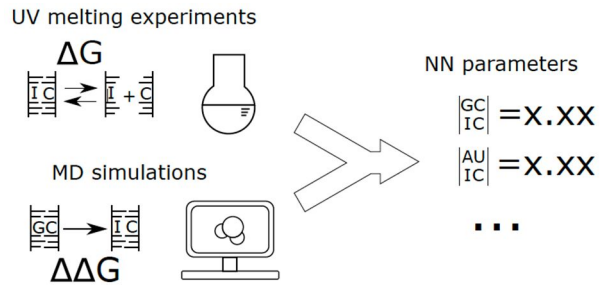 UV melting experiments
ΔG
I C
I + C
MD simulations
GC
I C
ΔΔG
NN parameters
GC
IC =x.xx
AU
IC =x.xx
...